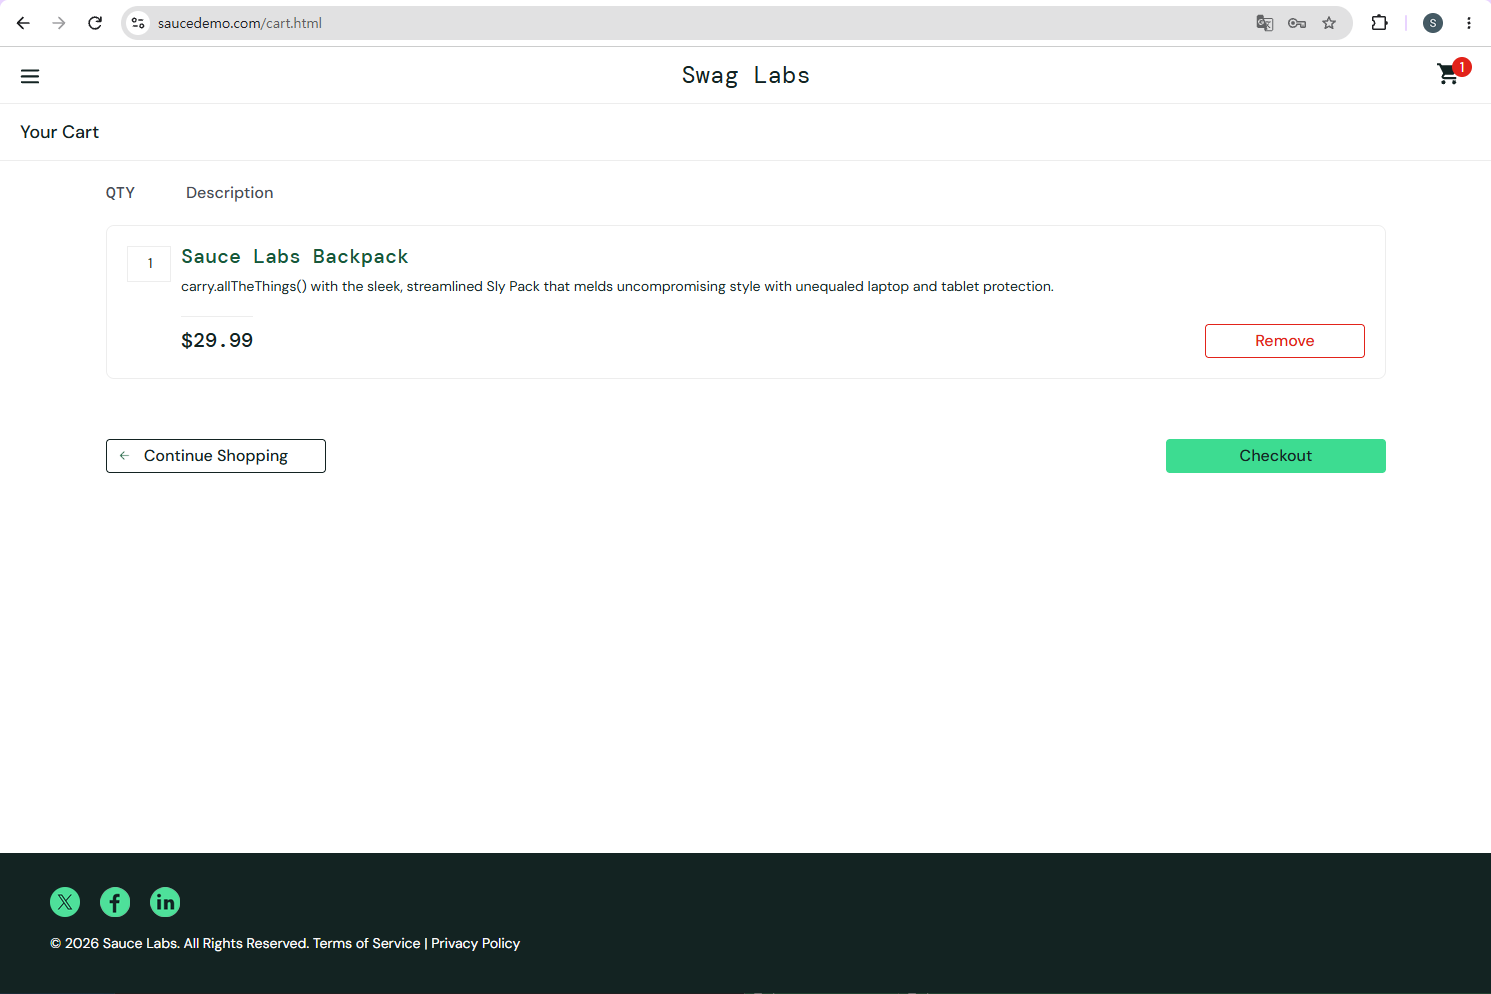 saucedemo.com/cart.html
S
Swag Labs
1
Your Cart
QTY Description
1 Sauce Labs Backpack
carry.allTheThings() with the sleek, streamlined Sly Pack that melds uncompromising style with unequaled laptop and tablet protection.
$29.99 Remove
Continue Shopping Checkout
© 2026 Sauce Labs. All Rights Reserved. Terms of Service | Privacy Policy